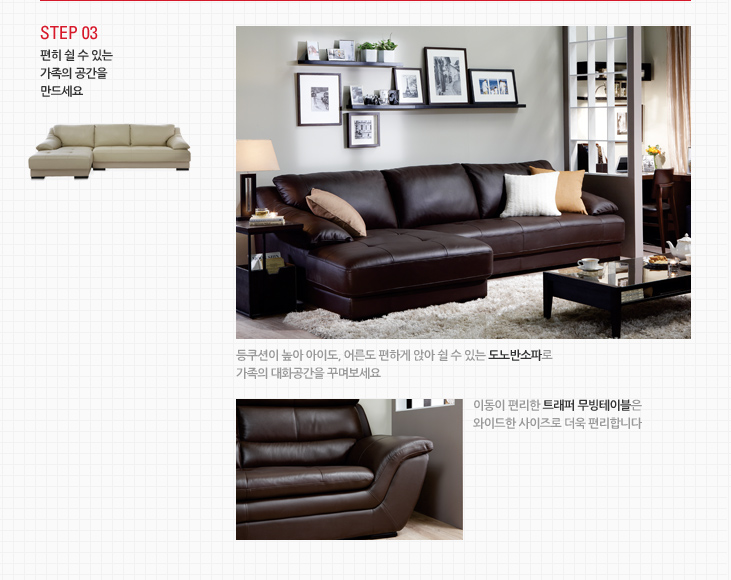 STEP 03
편히 쉴 수 있는
가족의 공간을
만드세요
등쿠션이 높아 아이도, 어른도 편하게 앉아 쉴 수 있는 도노반소파로
가족의 대화공간을 꾸며보세요
이동이 편리한 트래퍼 무빙테이블은
와이드한 사이즈로 더욱 편리합니다